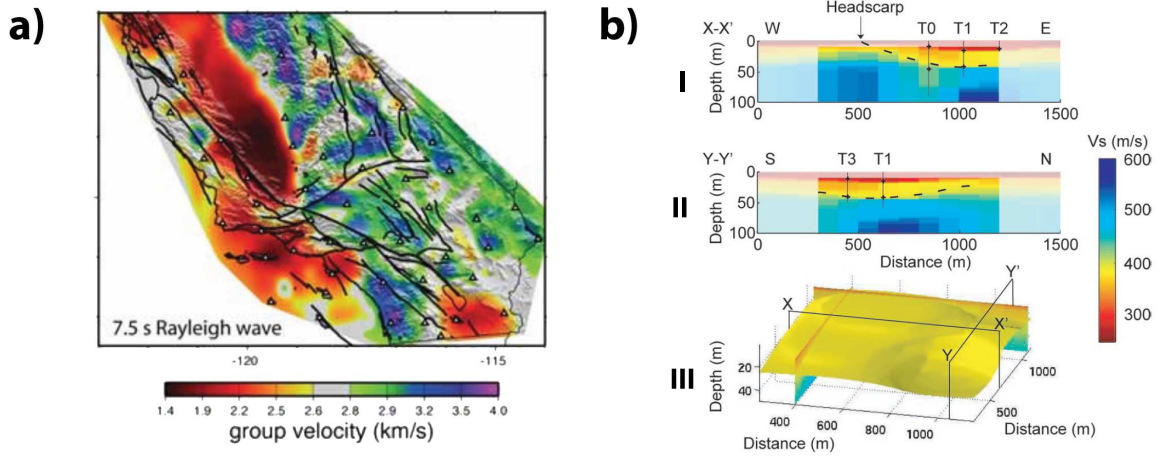 a)
7.5 s Rayleigh wave
-120
-115
1.4 1.9 2.2 2.5 2.6 2.8 2.9 3.2 3.5 4.0
group velocity (km/s)
b)
Headscarp
X-X' W T0 T1 T2 E
I
Depth (m)
0
50
100
0 500 1000 1500
Y-Y' S T3 T1 N
II
Depth (m)
0
50
100
0 500 1000 1500
Distance (m)
Vs (m/s)
600
500
400
300
III
X
Y'
X'
Y
Depth (m)
20
40
400 600 800 1000
Distance (m)
500
1000
Distance (m)